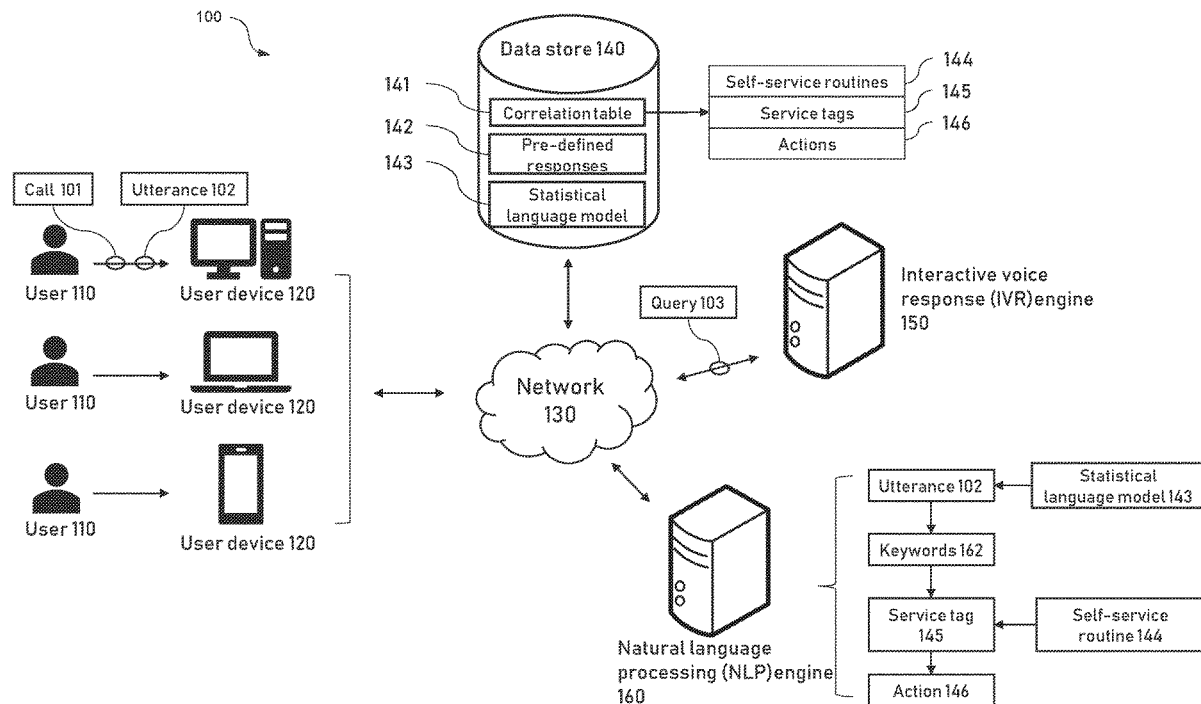 100
Data store 140
141
Correlation table
142
Pre-defined
responses
143
Statistical
language model
Self-service routines
144
Service tags
145
Actions
146
Call 101
Utterance 102
User 110
User device 120
User 110
User device 120
User 110
User device 120
Network
130
Query 103
Interactive voice
response (IVR)engine
150
Natural language
processing (NLP)engine
160
Utterance 102
Statistical
language model 143
Keywords 162
Service tag
145
Self-service
routine 144
Action 146